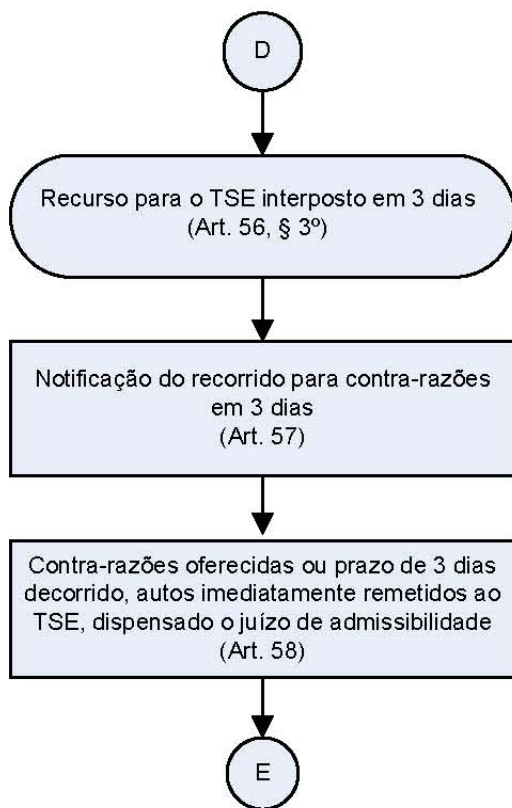 D
Recurso para o TSE interposto em 3 dias
(Art. 56, § 3º)
Notificação do recorrido para contra-razões
em 3 dias
(Art. 57)
Contra-razões oferecidas ou prazo de 3 dias
decorrido, autos imediatamente remetidos ao
TSE, dispensado o juízo de admissibilidade
(Art. 58)
E